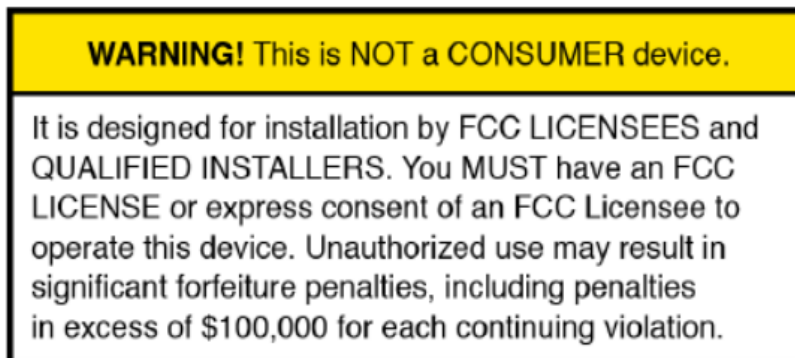 WARNING! This is NOT a CONSUMER device.
It is designed for installation by FCC LICENSEES and
QUALIFIED INSTALLERS. You MUST have an FCC
LICENSE or express consent of an FCC Licensee to
operate this device. Unauthorized use may result in
significant forfeiture penalties, including penalties
in excess of $100,000 for each continuing violation.